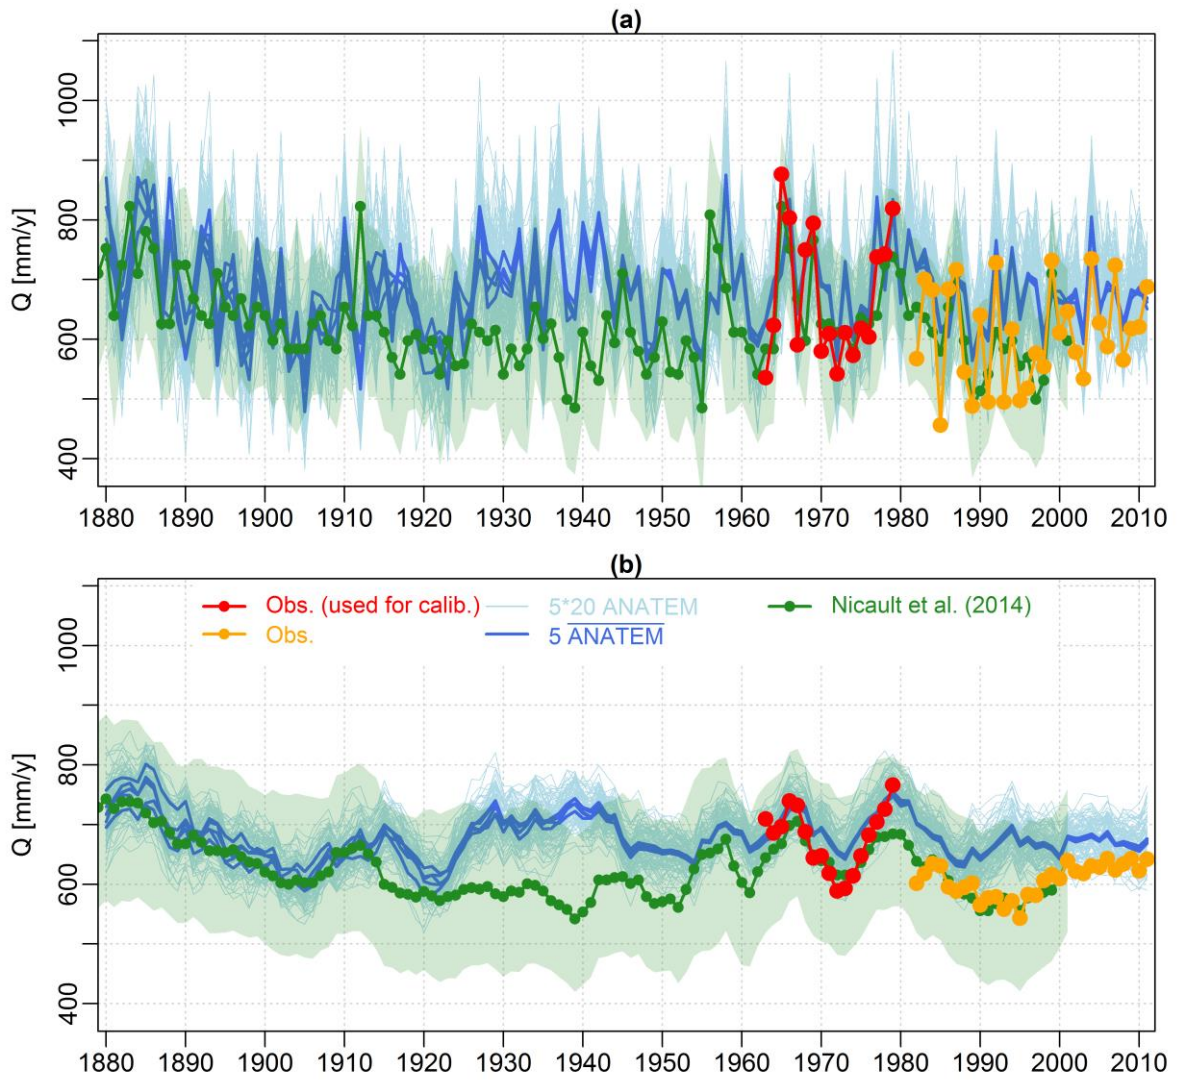 (a)
Q [mm/y]
1000
800
600
400
1880 1890 1900 1910 1920 1930 1940 1950 1960 1970 1980 1990 2000 2010
(b)
Obs. (used for calib.) 5*20 ANATEM Nicault et al. (2014)
Obs. 5 ANATEM
Q [mm/y]
1000
800
600
400
1880 1890 1900 1910 1920 1930 1940 1950 1960 1970 1980 1990 2000 2010